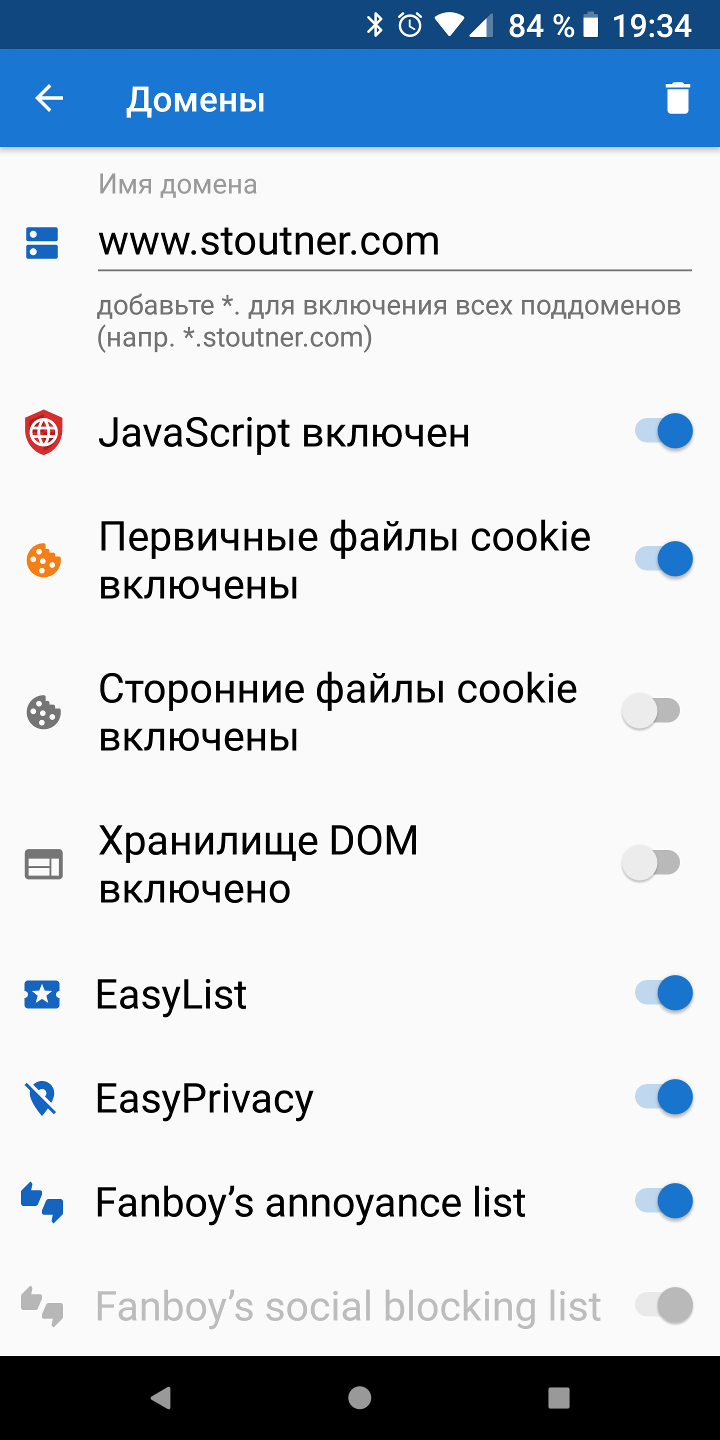 84 % 19:34
Домены
Имя домена
www.stoutner.com
добавьте *. для включения всех поддоменов
(напр. *.stoutner.com)
JavaScript включен
Первичные файлы cookie
включены
Сторонние файлы cookie
включены
Хранилище DOM
включено
EasyList
EasyPrivacy
Fanboy’s annoyance list
Fanboy’s social blocking list